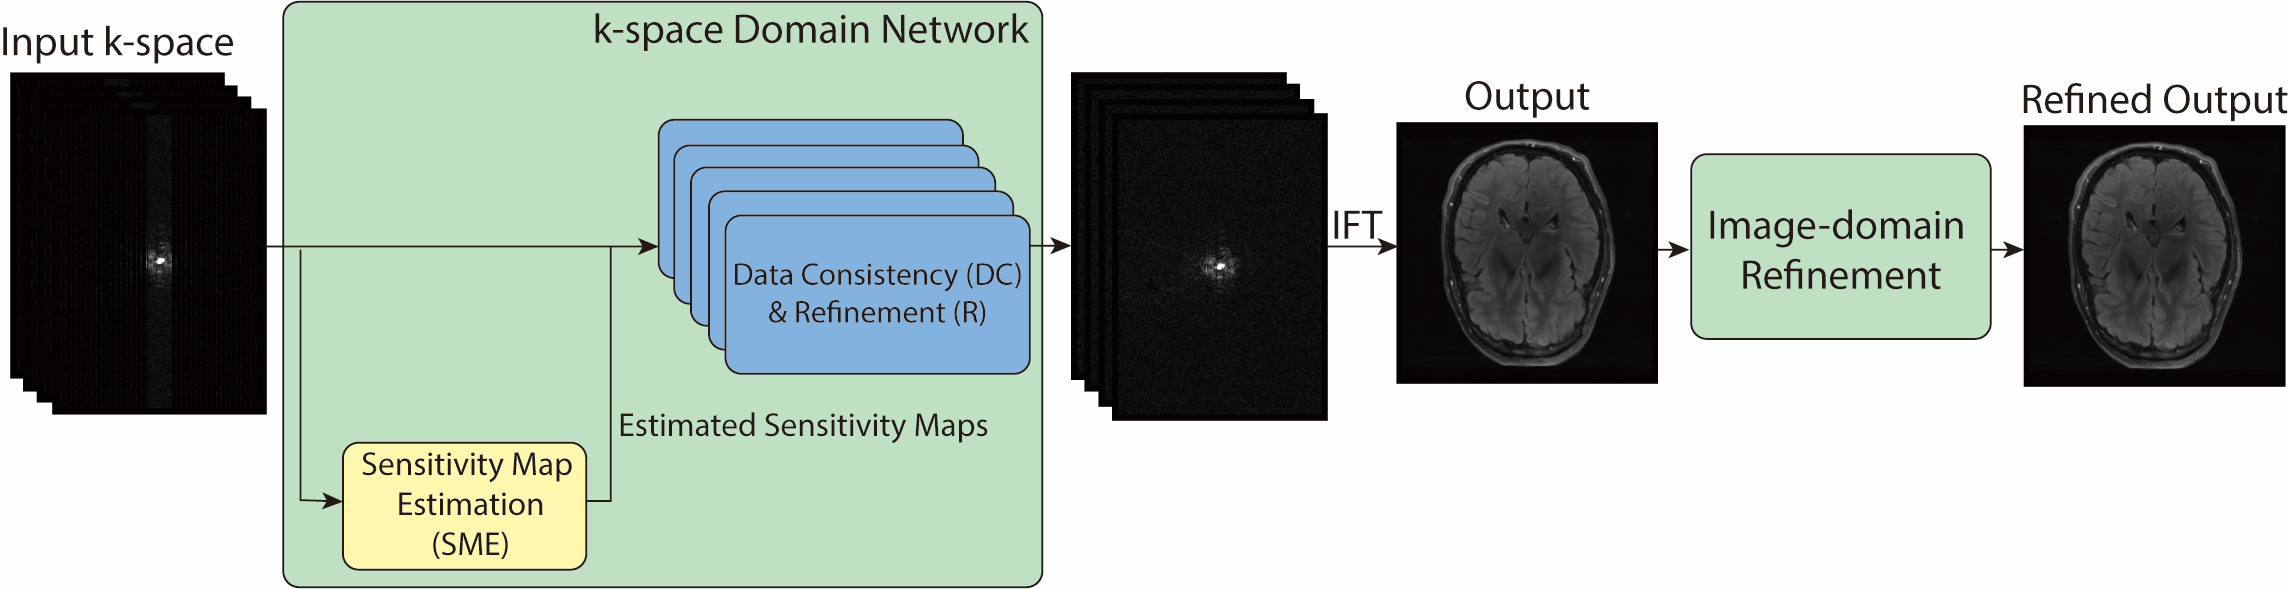 Input k-space
k-space Domain Network
Data Consistency (DC)
& Refinement (R)
Estimated Sensitivity Maps
Sensitivity Map
Estimation
(SME)
IFT
Output
Image-domain
Refinement
Refined Output